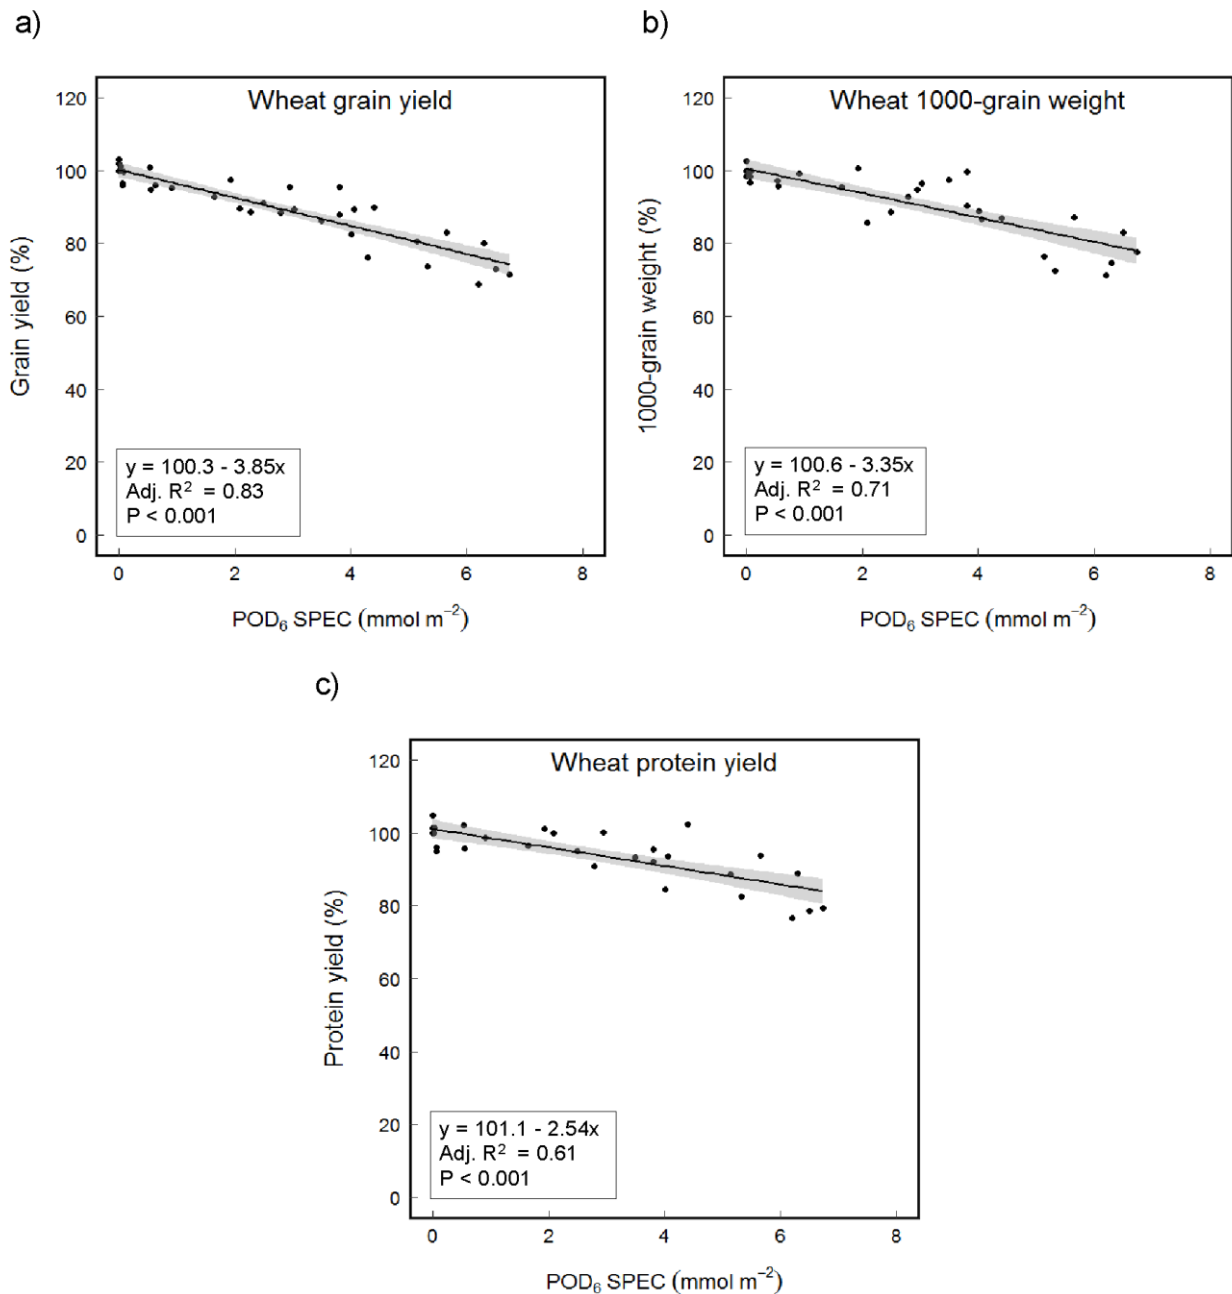 a)
Wheat grain yield
120
100
80
60
40
20
0
Grain yield (%)
y = 100.3 - 3.85x
Adj. R² = 0.83
P < 0.001
0 2 4 6 8
POD₆ SPEC (mmol m⁻²)
b)
Wheat 1000-grain weight
120
100
80
60
40
20
0
1000-grain weight (%)
y = 100.6 - 3.35x
Adj. R² = 0.71
P < 0.001
0 2 4 6 8
POD₆ SPEC (mmol m⁻²)
c)
Wheat protein yield
120
100
80
60
40
20
0
Protein yield (%)
y = 101.1 - 2.54x
Adj. R² = 0.61
P < 0.001
0 2 4 6 8
POD₆ SPEC (mmol m⁻²)